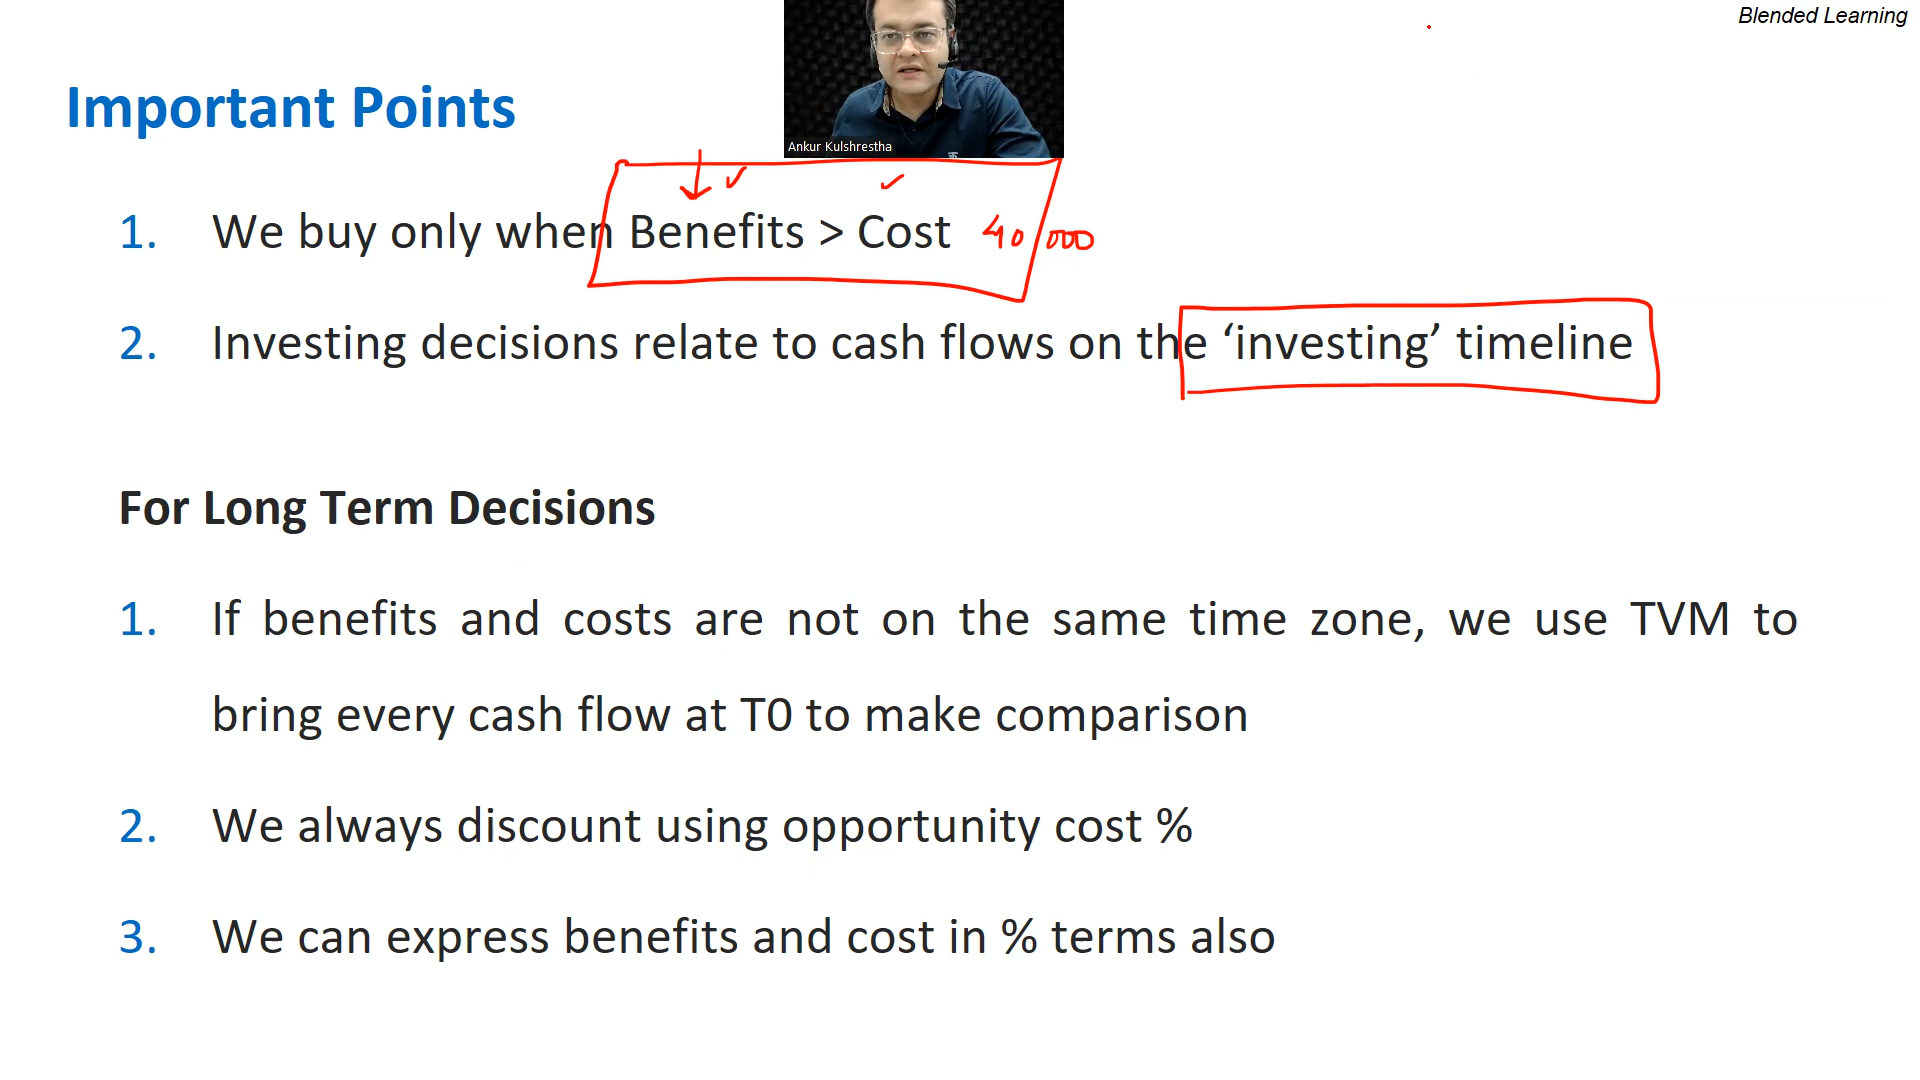 Blended Learning
Important Points
Ankur Kulshrestha
1. We buy only when Benefits > Cost 40000
2. Investing decisions relate to cash flows on the ‘investing’ timeline
For Long Term Decisions
1. If benefits and costs are not on the same time zone, we use TVM to
bring every cash flow at T0 to make comparison
2. We always discount using opportunity cost %
3. We can express benefits and cost in % terms also